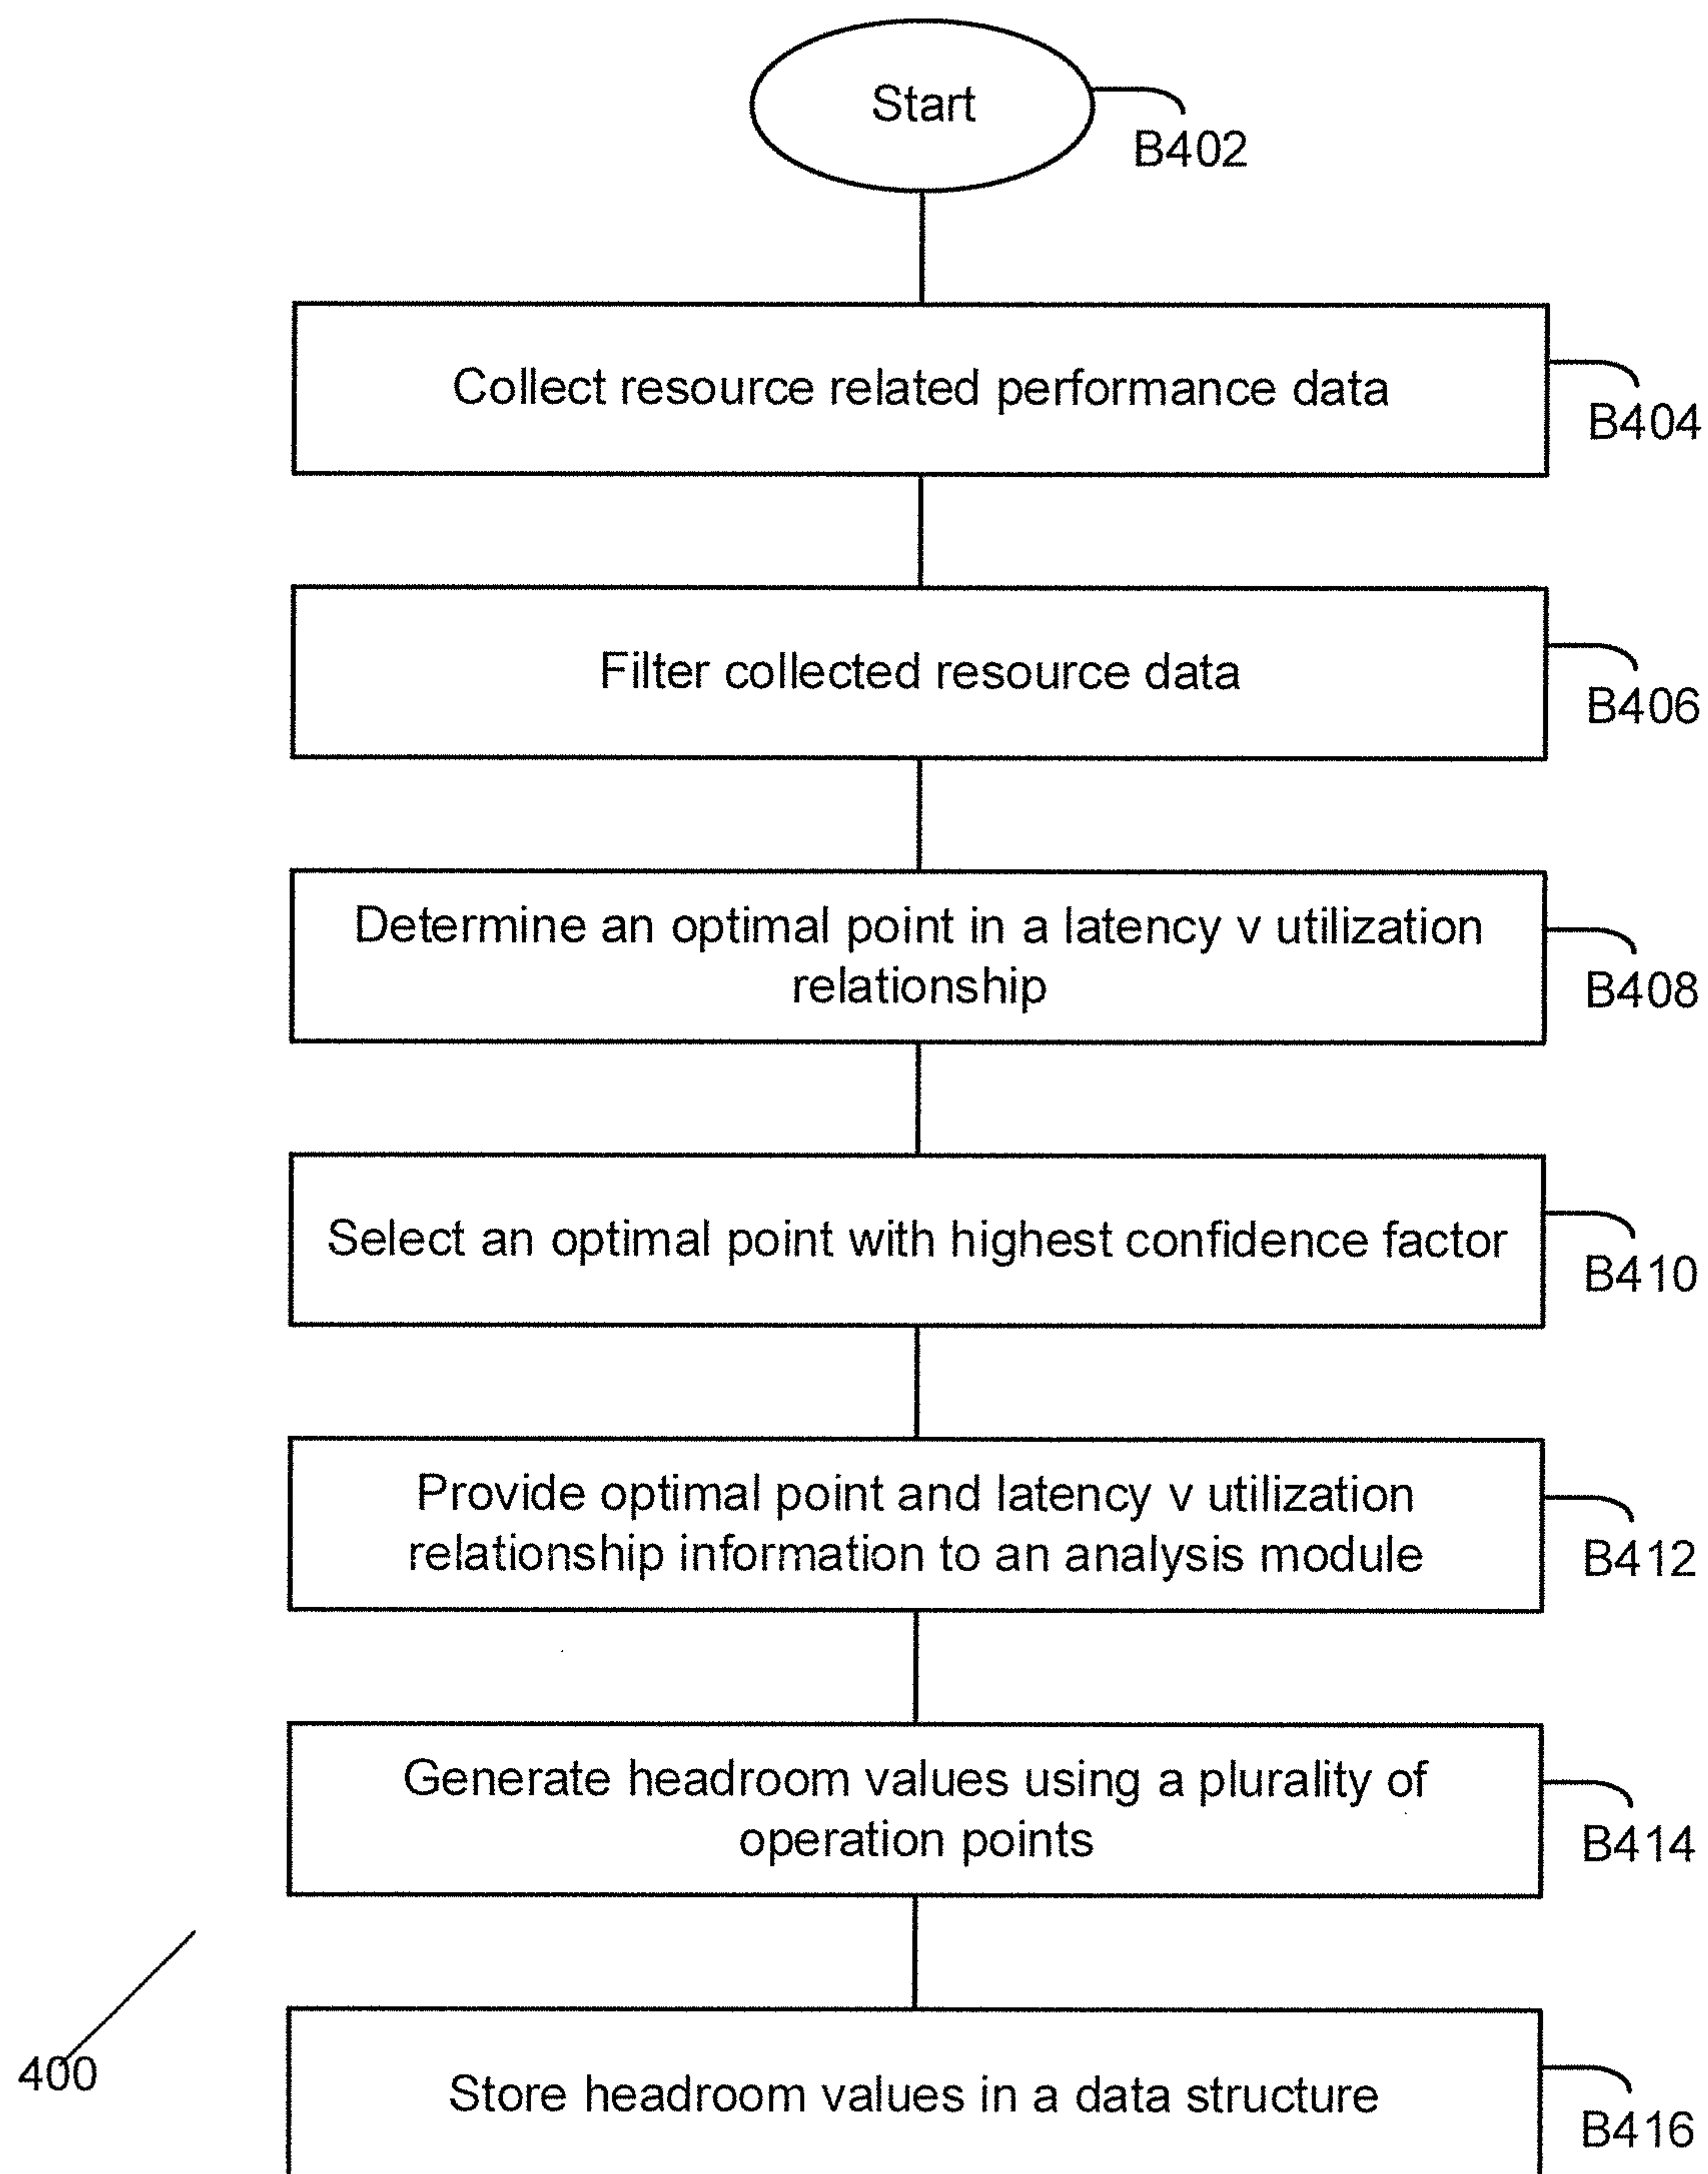 Start
B402
Collect resource related performance data
B404
Filter collected resource data
B406
Determine an optimal point in a latency v utilization
relationship
B408
Select an optimal point with highest confidence factor
B410
Provide optimal point and latency v utilization
relationship information to an analysis module
B412
Generate headroom values using a plurality of
operation points
B414
400
Store headroom values in a data structure
B416